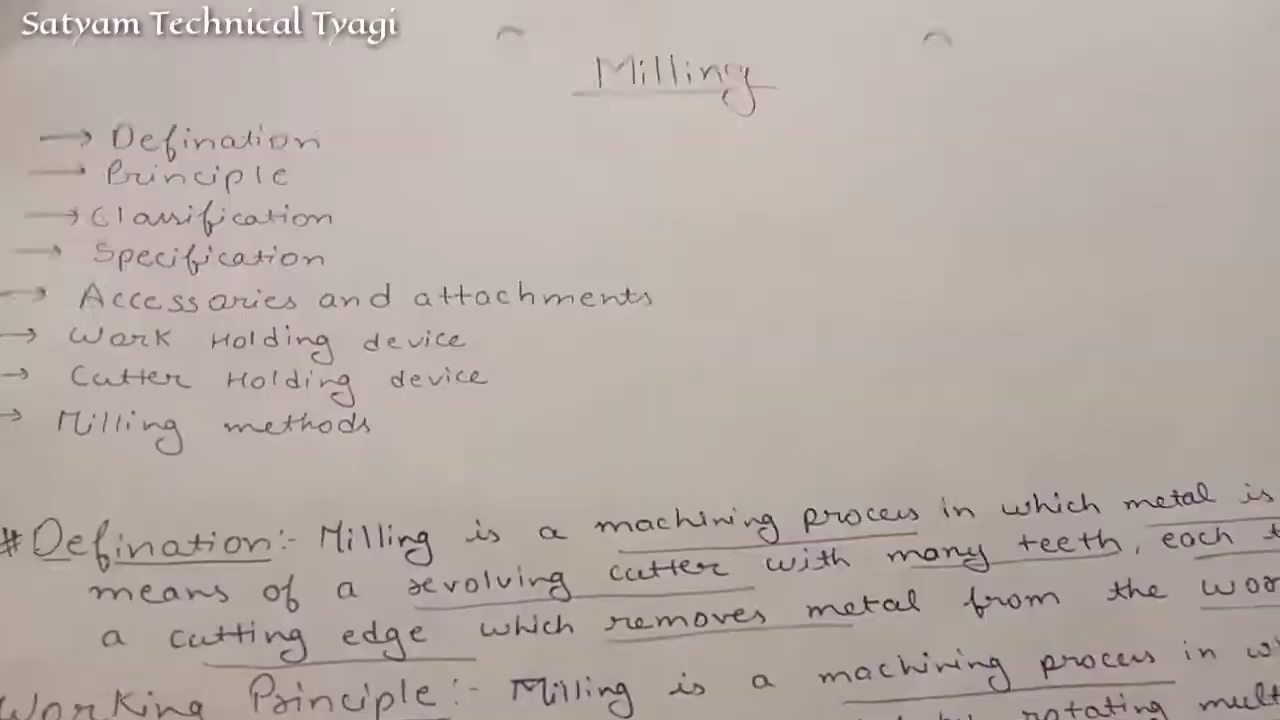 Satyam Technical Tyagi
Milling
→ Defination
→ Principle
→ Classification
→ Specification
→ Accessaries and attachments
→ Work Holding device
→ Cutter Holding device
→ Milling methods
# Defination:- Milling is a machining process in which metal is
means of a revolving cutter with many teeth, each
a cutting edge which removes metal from the
Working Principle:- Milling is a machining process in
rotating